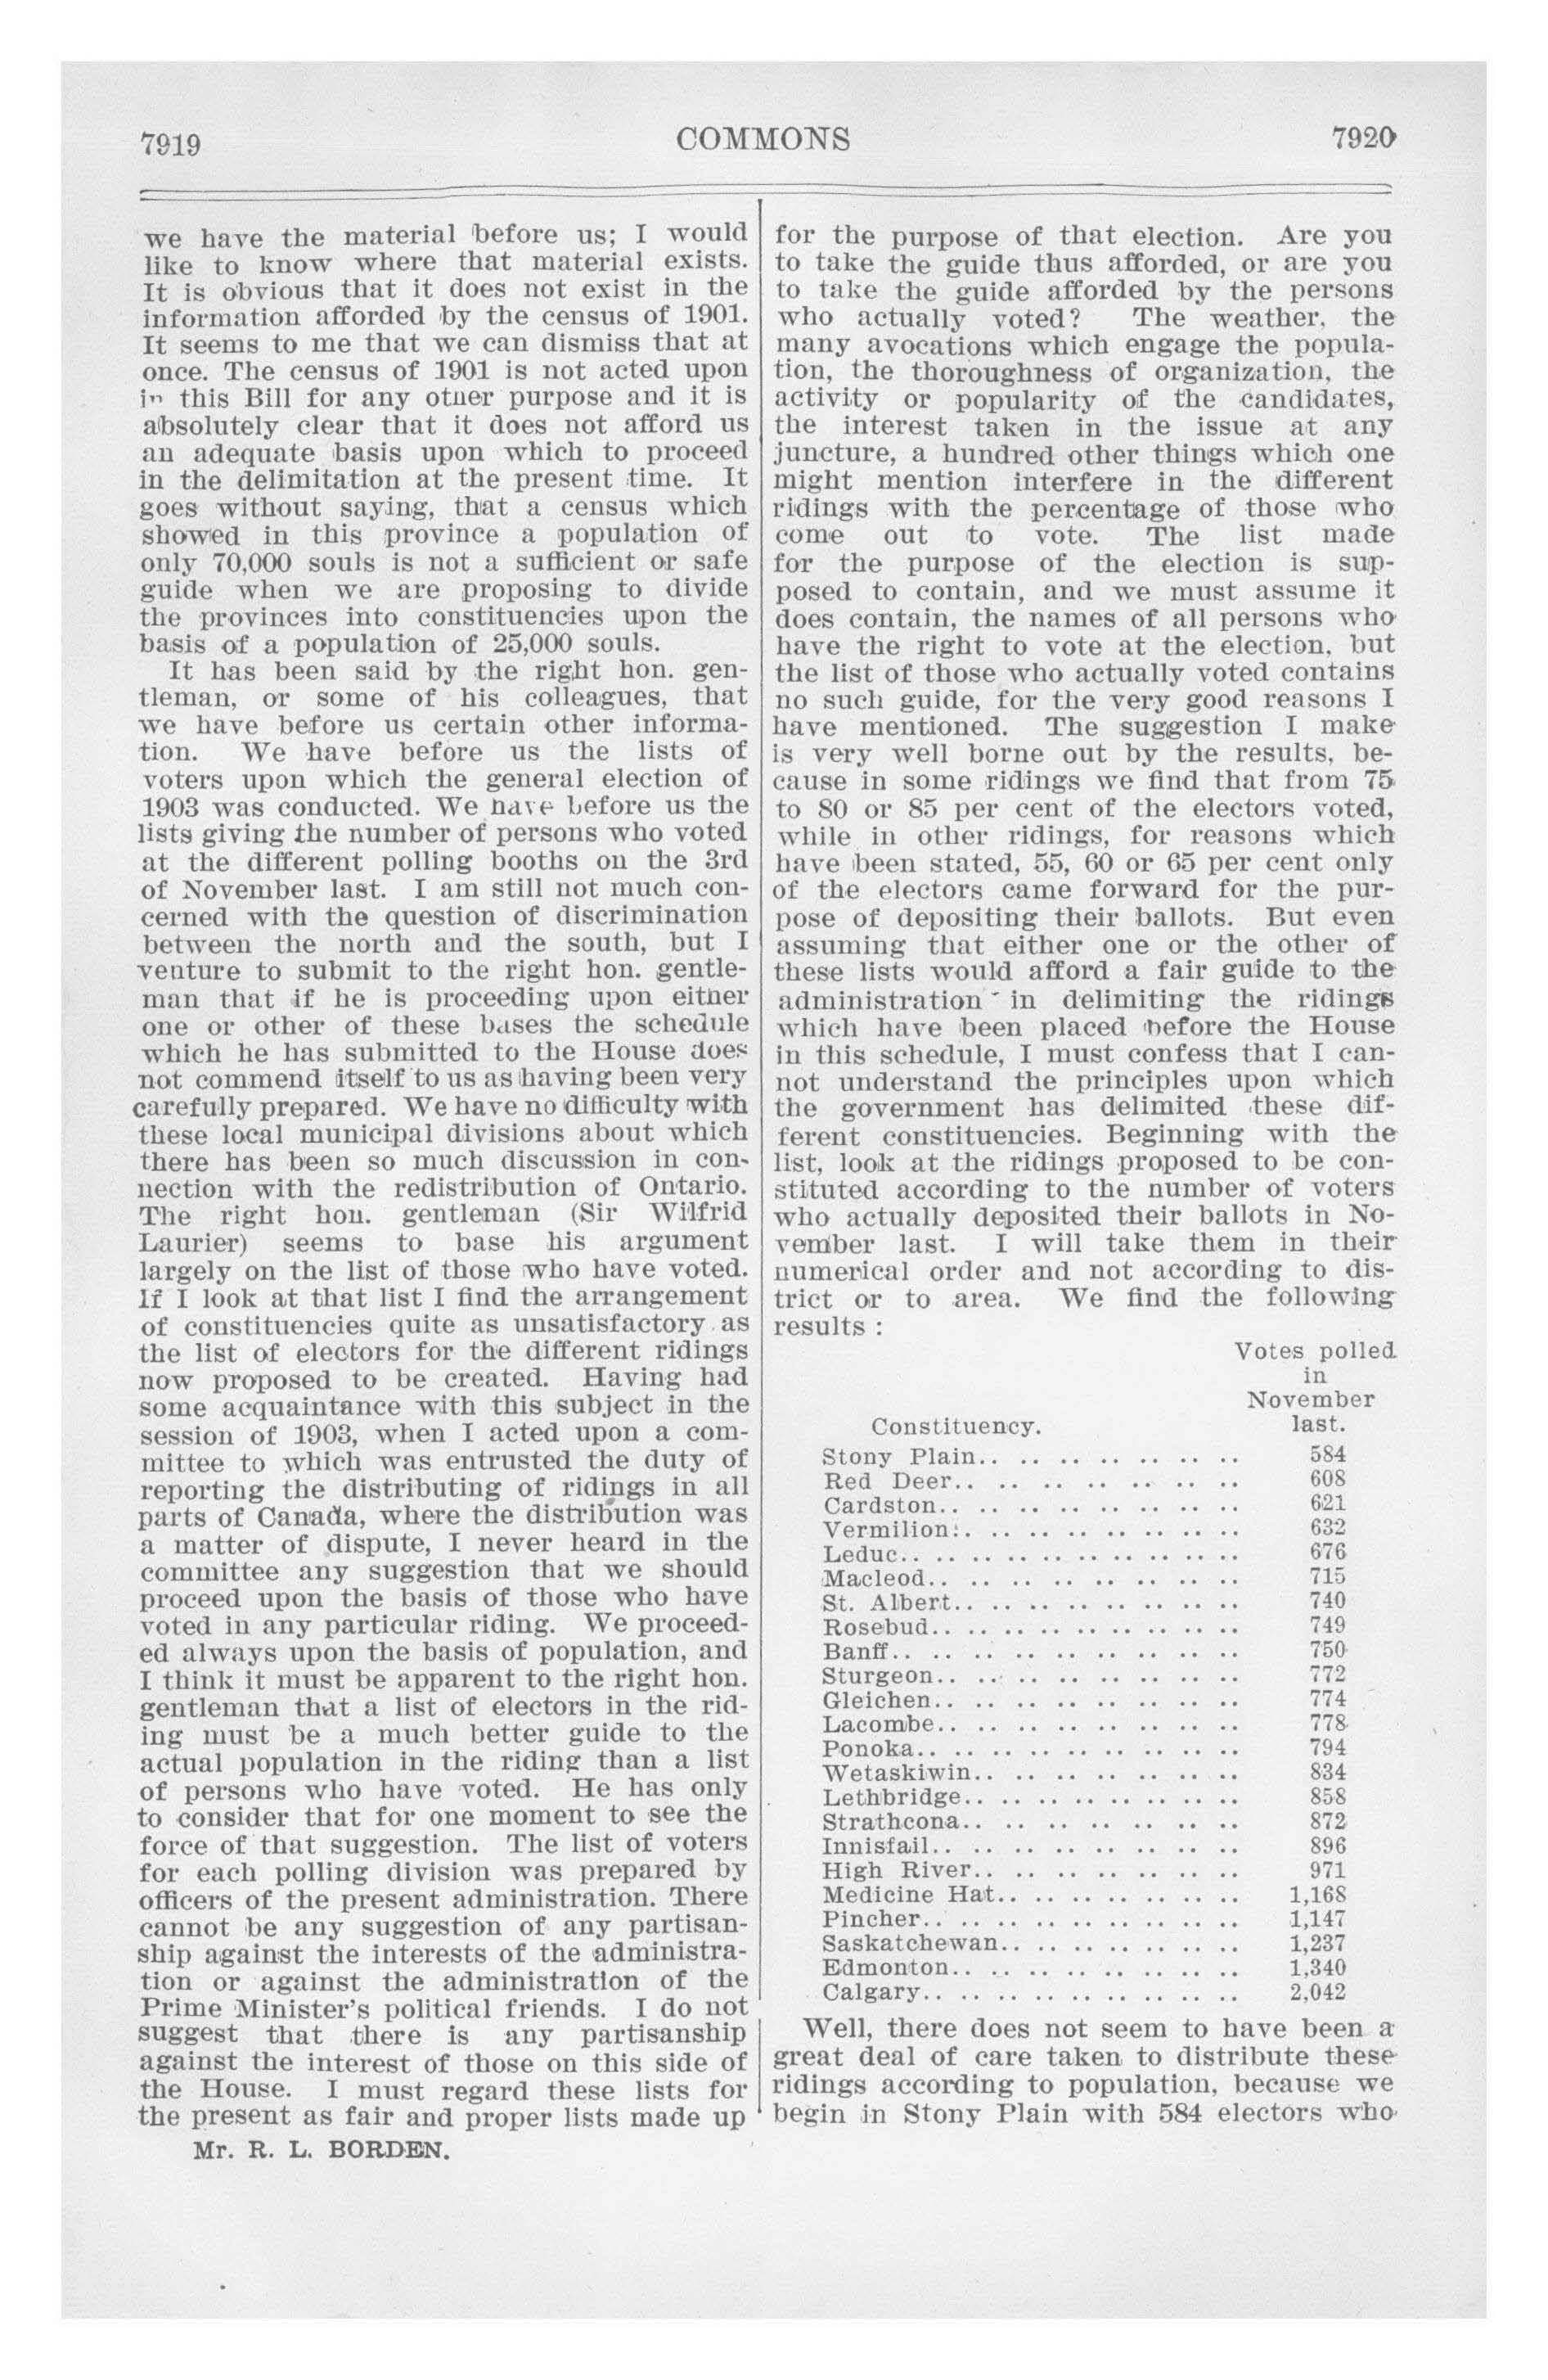 7919
COMMONS
7920
we have the material before us; I would
like to know where that material exists.
It is obvious that it does not exist in the
information afforded by the census of 1901.
It seems to me that we can dismiss that at
once. The census of 1901 is not acted upon
in this Bill for any other purpose and it is
absolutely clear that it does not afford us
an adequate basis upon which to proceed
in the delimitation at the present time. It
goes without saying, that a census which
showed in this province a population of
only 70,000 souls is not a sufficient or safe
guide when we are proposing to divide
the provinces into constituencies upon the
basis of a population of 25,000 souls.
It has been said by the right hon. gen-
tleman, or some of his colleagues, that
we have before us certain other informa-
tion. We have before us the lists of
voters upon which the general election of
1903 was conducted. We have before us the
lists giving the number of persons who voted
at the different polling booths on the 3rd
of November last. I am still not much con-
cerned with the question of discrimination
between the north and the south, but I
venture to submit to the right hon. gentle-
man that if he is proceeding upon either
one or other of these bases the schedule
which he has submitted to the House does
not commend itself to us as having been very
carefully prepared. We have no difficulty with
these local municipal divisions about which
there has been so much discussion in con-
nection with the redistribution of Ontario.
The right hon. gentleman (Sir Wilfrid
Laurier) seems to base his argument
largely on the list of those who have voted.
If I look at that list I find the arrangement
of constituencies quite as unsatisfactory as
the list of electors for the different ridings
now proposed to be created. Having had
some acquaintance with this subject in the
session of 1903, when I acted upon a com-
mittee to which was entrusted the duty of
reporting the distributing of ridings in all
parts of Canada, where the distribution was
a matter of dispute, I never heard in the
committee any suggestion that we should
proceed upon the basis of those who have
voted in any particular riding. We proceed-
ed always upon the basis of population, and
I think it must be apparent to the right hon.
gentleman that a list of electors in the rid-
ing must be a much better guide to the
actual population in the riding than a list
of persons who have voted. He has only
to consider that for one moment to see the
force of that suggestion. The list of voters
for each polling division was prepared by
officers of the present administration. There
cannot be any suggestion of any partisan-
ship against the interests of the administra-
tion or against the administration of the
Prime Minister's political friends. I do not
suggest that there is any partisanship
against the interest of those on this side of
the House. I must regard these lists for
the present as fair and proper lists made up
Mr. R. L. BORDEN.
for the purpose of that election. Are you
to take the guide thus afforded, or are you
to take the guide afforded by the persons
who actually voted? The weather, the
many avocations which engage the popula-
tion, the thoroughness of organization, the
activity or popularity of the candidates,
the interest taken in the issue at any
juncture, a hundred other things which one
might mention interfere in the different
ridings with the percentage of those who
come out to vote. The list made
for the purpose of the election is sup-
posed to contain, and we must assume it
does contain, the names of all persons who
have the right to vote at the election, but
the list of those who actually voted contains
no such guide, for the very good reasons I
have mentioned. The suggestion I make
is very well borne out by the results, be-
cause in some ridings we find that from 75
to 80 or 85 per cent of the electors voted,
while in other ridings, for reasons which
have been stated, 55, 60 or 65 per cent only
of the electors came forward for the pur-
pose of depositing their ballots. But even
assuming that either one or the other of
these lists would afford a fair guide to the
administration in delimiting the ridings
which have been placed before the House
in this schedule, I must confess that I can-
not understand the principles upon which
the government has delimited these dif-
ferent constituencies. Beginning with the
list, look at the ridings proposed to be con-
stituted according to the number of voters
who actually deposited their ballots in No-
vember last. I will take them in their
numerical order and not according to dis-
trict or to area. We find the following
results :
Votes polled
in
November
Constituency. last.
Stony Plain.. .. .. .. .. .. .. 584
Red Deer.. .. .. .. .. .. .. 608
Cardston.. .. .. .. .. .. .. .. 621
Vermilion.. .. .. .. .. .. .. .. 632
Leduc.. .. .. .. .. .. .. .. .. 676
Macleod.. .. .. .. .. .. .. .. 715
St. Albert.. .. .. .. .. .. .. .. 740
Rosebud.. .. .. .. .. .. .. .. .. 749
Banff.. .. .. .. .. .. .. .. .. 750
Sturgeon.. .. .. .. .. .. .. .. 772
Gleichen.. .. .. .. .. .. .. .. 774
Lacombe.. .. .. .. .. .. .. .. 778
Ponoka.. .. .. .. .. .. .. .. .. 794
Wetaskiwin.. .. .. .. .. .. .. 834
Lethbridge.. .. .. .. .. .. .. .. 858
Strathcona.. .. .. .. .. .. .. 872
Innisfail.. .. .. .. .. .. .. .. 896
High River.. .. .. .. .. .. .. 971
Medicine Hat.. .. .. .. .. .. .. 1,168
Pincher.. .. .. .. .. .. .. .. .. 1,147
Saskatchewan.. .. .. .. .. .. .. 1,237
Edmonton.. .. .. .. .. .. .. .. 1,340
Calgary.. .. .. .. .. .. .. .. .. 2,042
Well, there does not seem to have been a
great deal of care taken to distribute these
ridings according to population, because we
begin in Stony Plain with 584 electors who